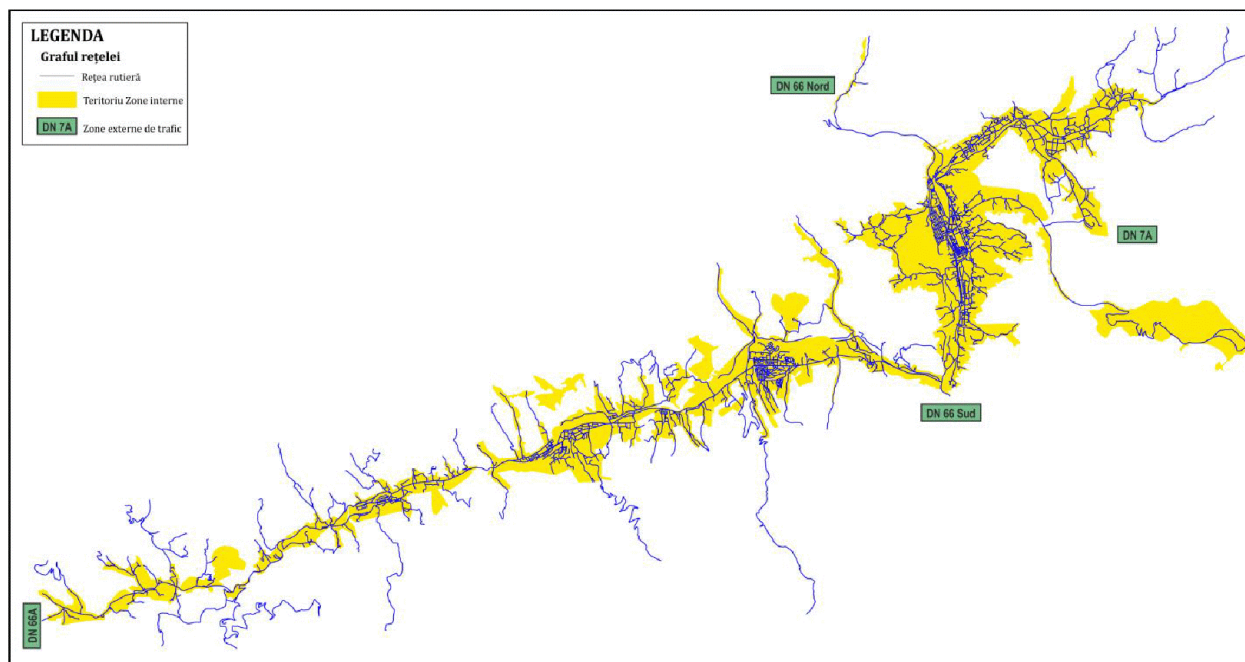 LEGENDA
Graful rețelei
Rețea rutieră
Teritoriu Zone interne
DN 7A
Zone externe de trafic
DN 66 Nord
DN 7A
DN 66 Sud
DN 66A